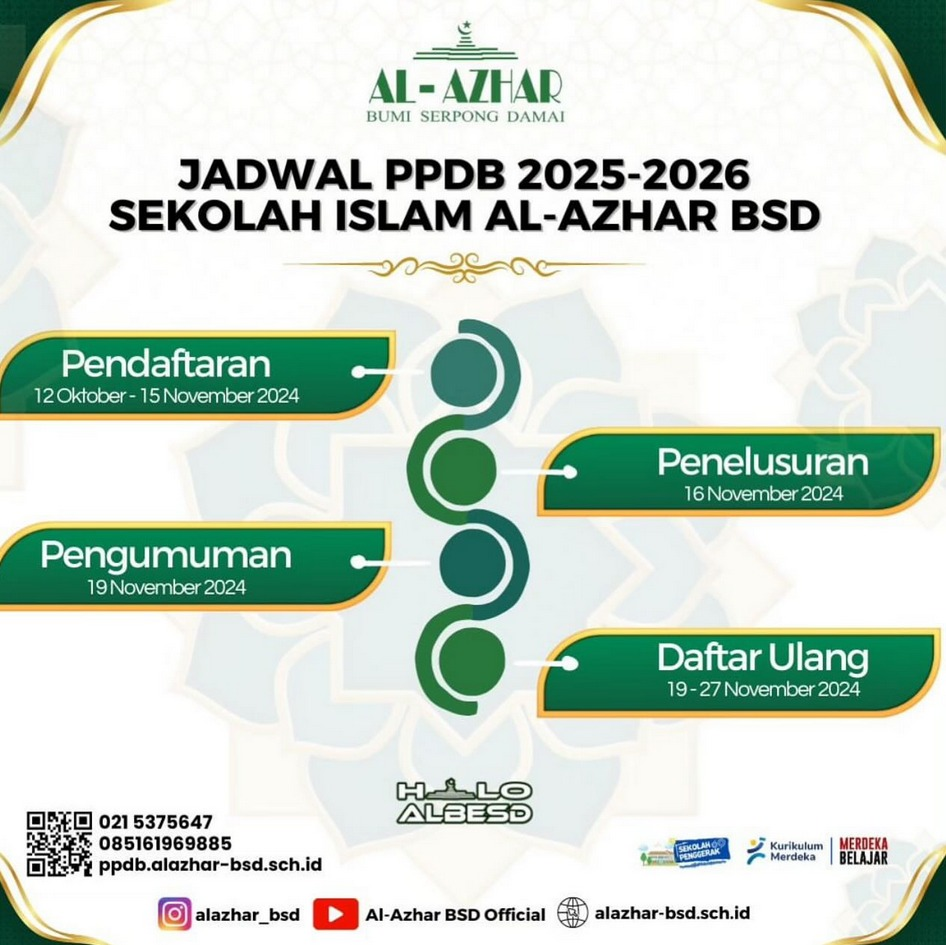 AL-AZHAR
BUMI SERPONG DAMAI
JADWAL PPDB 2025-2026
SEKOLAH ISLAM AL-AZHAR BSD
Pendaftaran
12 Oktober - 15 November 2024
Penelusuran
16 November 2024
Pengumuman
19 November 2024
Daftar Ulang
19 - 27 November 2024
HALO
ALBESD
021 5375647
085161969885
ppdb.alazhar-bsd.sch.id
SEKOLAH
PENGGERAK
Kurikulum
Merdeka
MERDEKA
BELAJAR
alazhar_bsd
Al-Azhar BSD Official
alazhar-bsd.sch.id